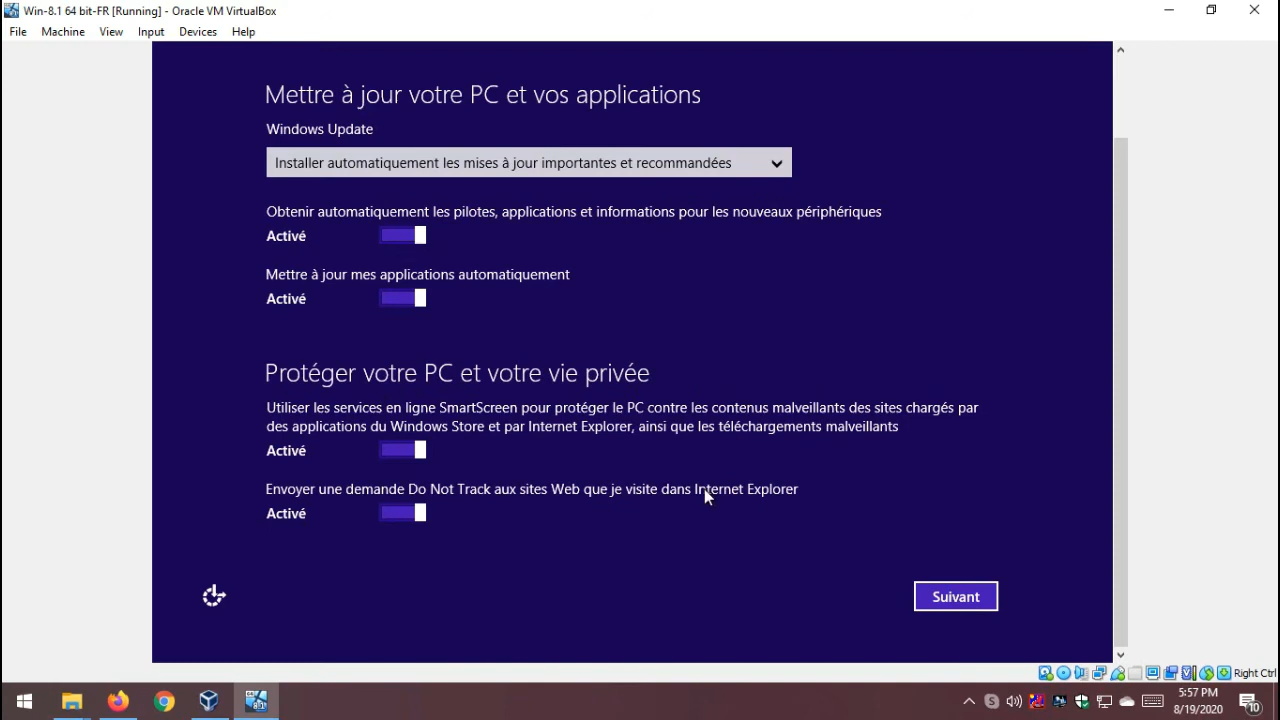 Win-8.1 64 bit-FR [Running] - Oracle VM VirtualBox
File Machine View Input Devices Help
Mettre à jour votre PC et vos applications
Windows Update
Installer automatiquement les mises à jour importantes et recommandées
Obtenir automatiquement les pilotes, applications et informations pour les nouveaux périphériques
Activé
Mettre à jour mes applications automatiquement
Activé
Protéger votre PC et votre vie privée
Utiliser les services en ligne SmartScreen pour protéger le PC contre les contenus malveillants des sites chargés par
des applications du Windows Store et par Internet Explorer, ainsi que les téléchargements malveillants
Activé
Envoyer une demande Do Not Track aux sites Web que je visite dans Internet Explorer
Activé
Suivant
Right Ctrl
5:57 PM
8/19/2020
10